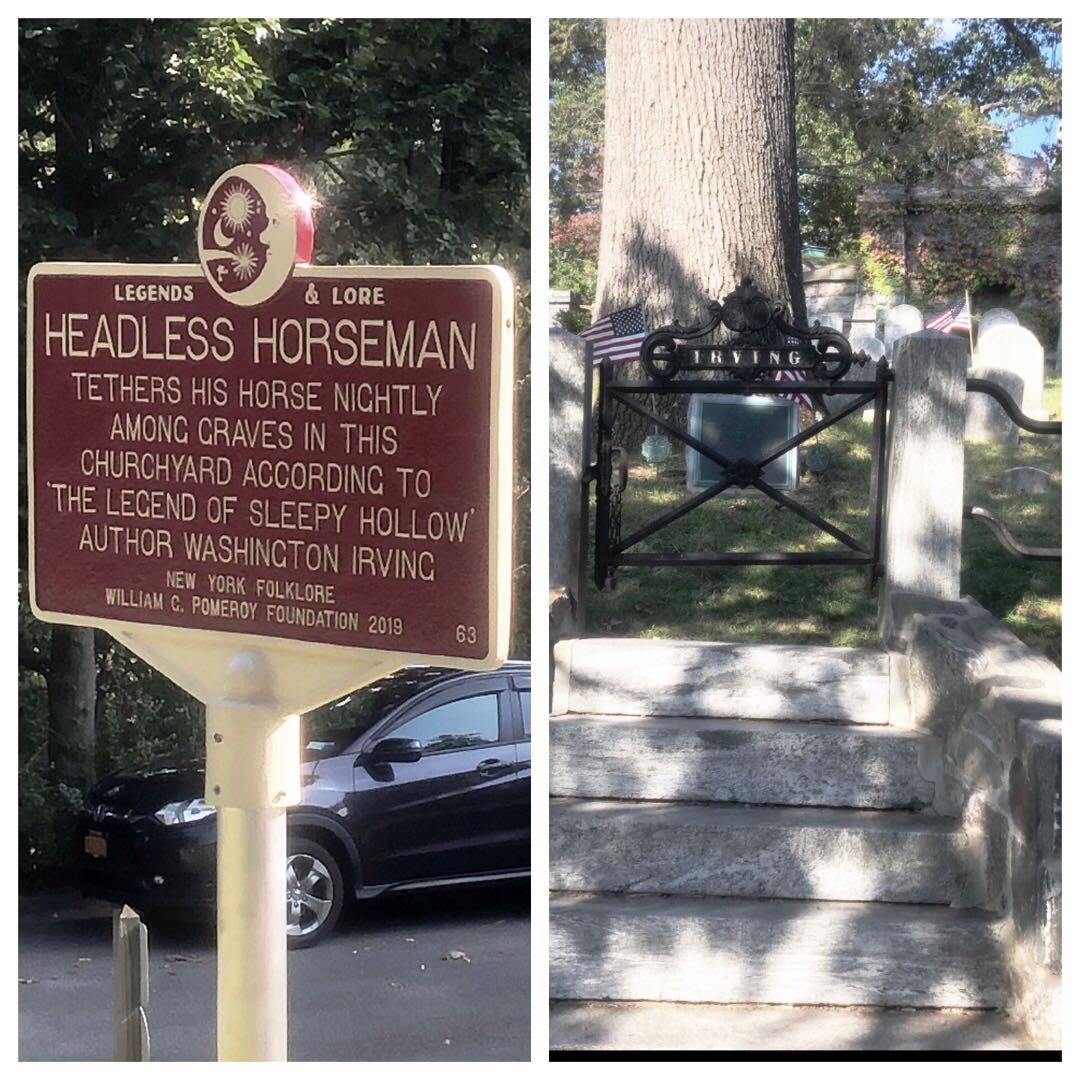 LEGENDS & LORE
HEADLESS HORSEMAN
TETHERS HIS HORSE NIGHTLY
AMONG GRAVES IN THIS
CHURCHYARD ACCORDING TO
'THE LEGEND OF SLEEPY HOLLOW'
AUTHOR WASHINGTON IRVING
NEW YORK FOLKLORE
WILLIAM G. POMEROY FOUNDATION 2019
63
IRVING